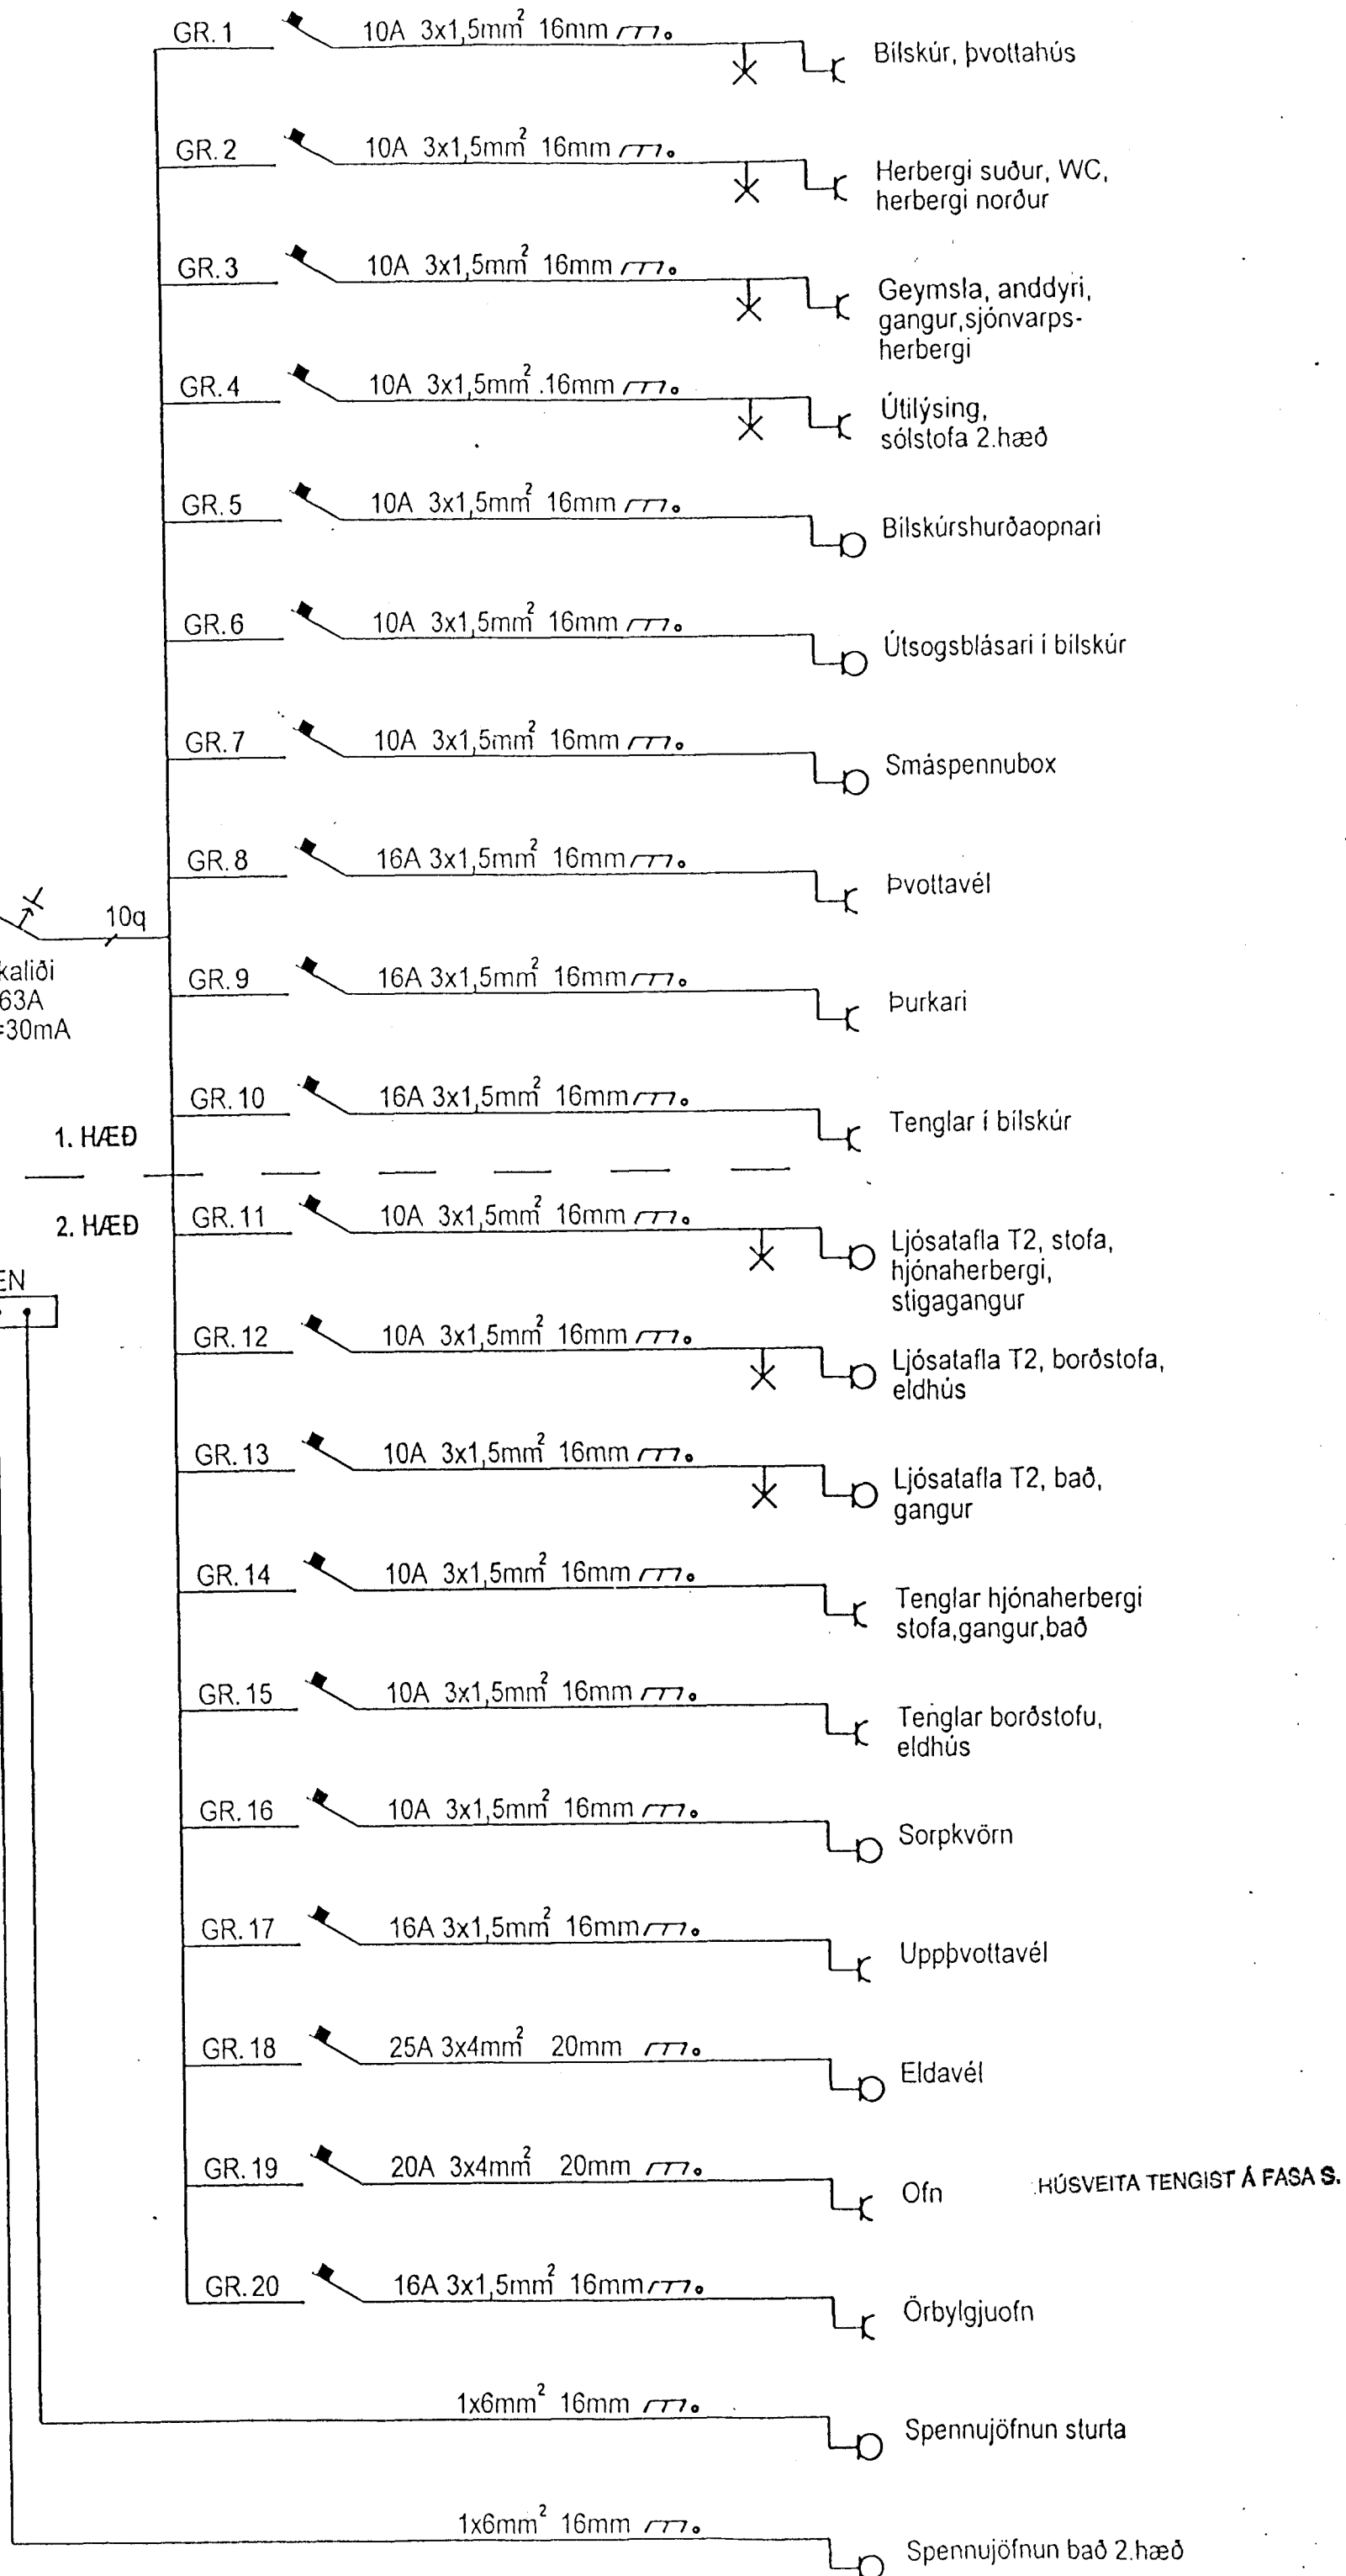 GR. 1 10A 3x1,5mm² 16mm
Bílskúr, þvottahús
GR. 2 10A 3x1,5mm² 16mm
Herbergi suður, WC,
herbergi norður
GR. 3 10A 3x1,5mm² 16mm
Geymsla, anddyri,
gangur,sjónvarps-
herbergi
GR. 4 10A 3x1,5mm² 16mm
Útilýsing,
sólstofa 2.hæð
GR. 5 10A 3x1,5mm² 16mm
Bílskúrshurðaopnari
GR. 6 10A 3x1,5mm² 16mm
Útsogsblásari í bílskúr
GR. 7 10A 3x1,5mm² 16mm
Smáspennubox
GR. 8 16A 3x1,5mm² 16mm
Þvottavél
10q
kaliði
63A
=30mA
GR. 9 16A 3x1,5mm² 16mm
Þurkari
GR. 10 16A 3x1,5mm² 16mm
Tenglar í bílskúr
1. HÆÐ
2. HÆÐ
GR. 11 10A 3x1,5mm² 16mm
Ljósatafla T2, stofa,
hjónaherbergi,
stigagangur
EN
GR. 12 10A 3x1,5mm² 16mm
Ljósatafla T2, borðstofa,
eldhús
GR. 13 10A 3x1,5mm² 16mm
Ljósatafla T2, bað,
gangur
GR. 14 10A 3x1,5mm² 16mm
Tenglar hjónaherbergi
stofa,gangur,bað
GR. 15 10A 3x1,5mm² 16mm
Tenglar borðstofu,
eldhús
GR. 16 10A 3x1,5mm² 16mm
Sorpkvörn
GR. 17 16A 3x1,5mm² 16mm
Uppþvottavél
GR. 18 25A 3x4mm² 20mm
Eldavél
GR. 19 20A 3x4mm² 20mm
Ofn
HÚSVEITA TENGIST Á FASA S.
GR. 20 16A 3x1,5mm² 16mm
Örbylgjuofn
1x6mm² 16mm
Spennujöfnun sturta
1x6mm² 16mm
Spennujöfnun bað 2.hæð